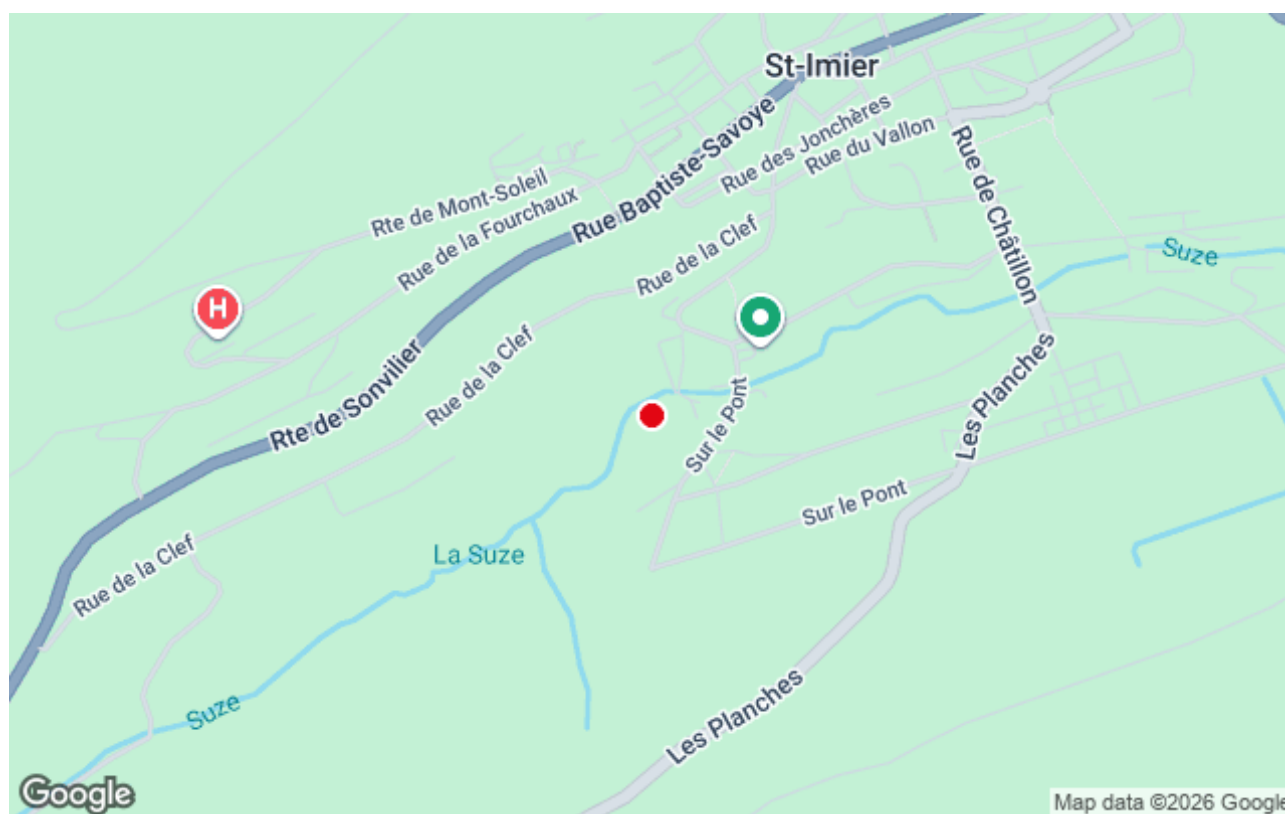 St-Imier
Rue Baptiste-Savoye
Rue des Jonchères
Rue du Vallon
Rue de Châtillon
Rte de Mont-Soleil
Rue de la Fourchaux
Rue de la Clef
Suze
H
Rte de Sonvilier
Rue de la Clef
Les Planches
Sur le Pont
Sur le Pont
La Suze
Rue de la Clef
Suze
Les Planches
Google
Map data ©2026 Google